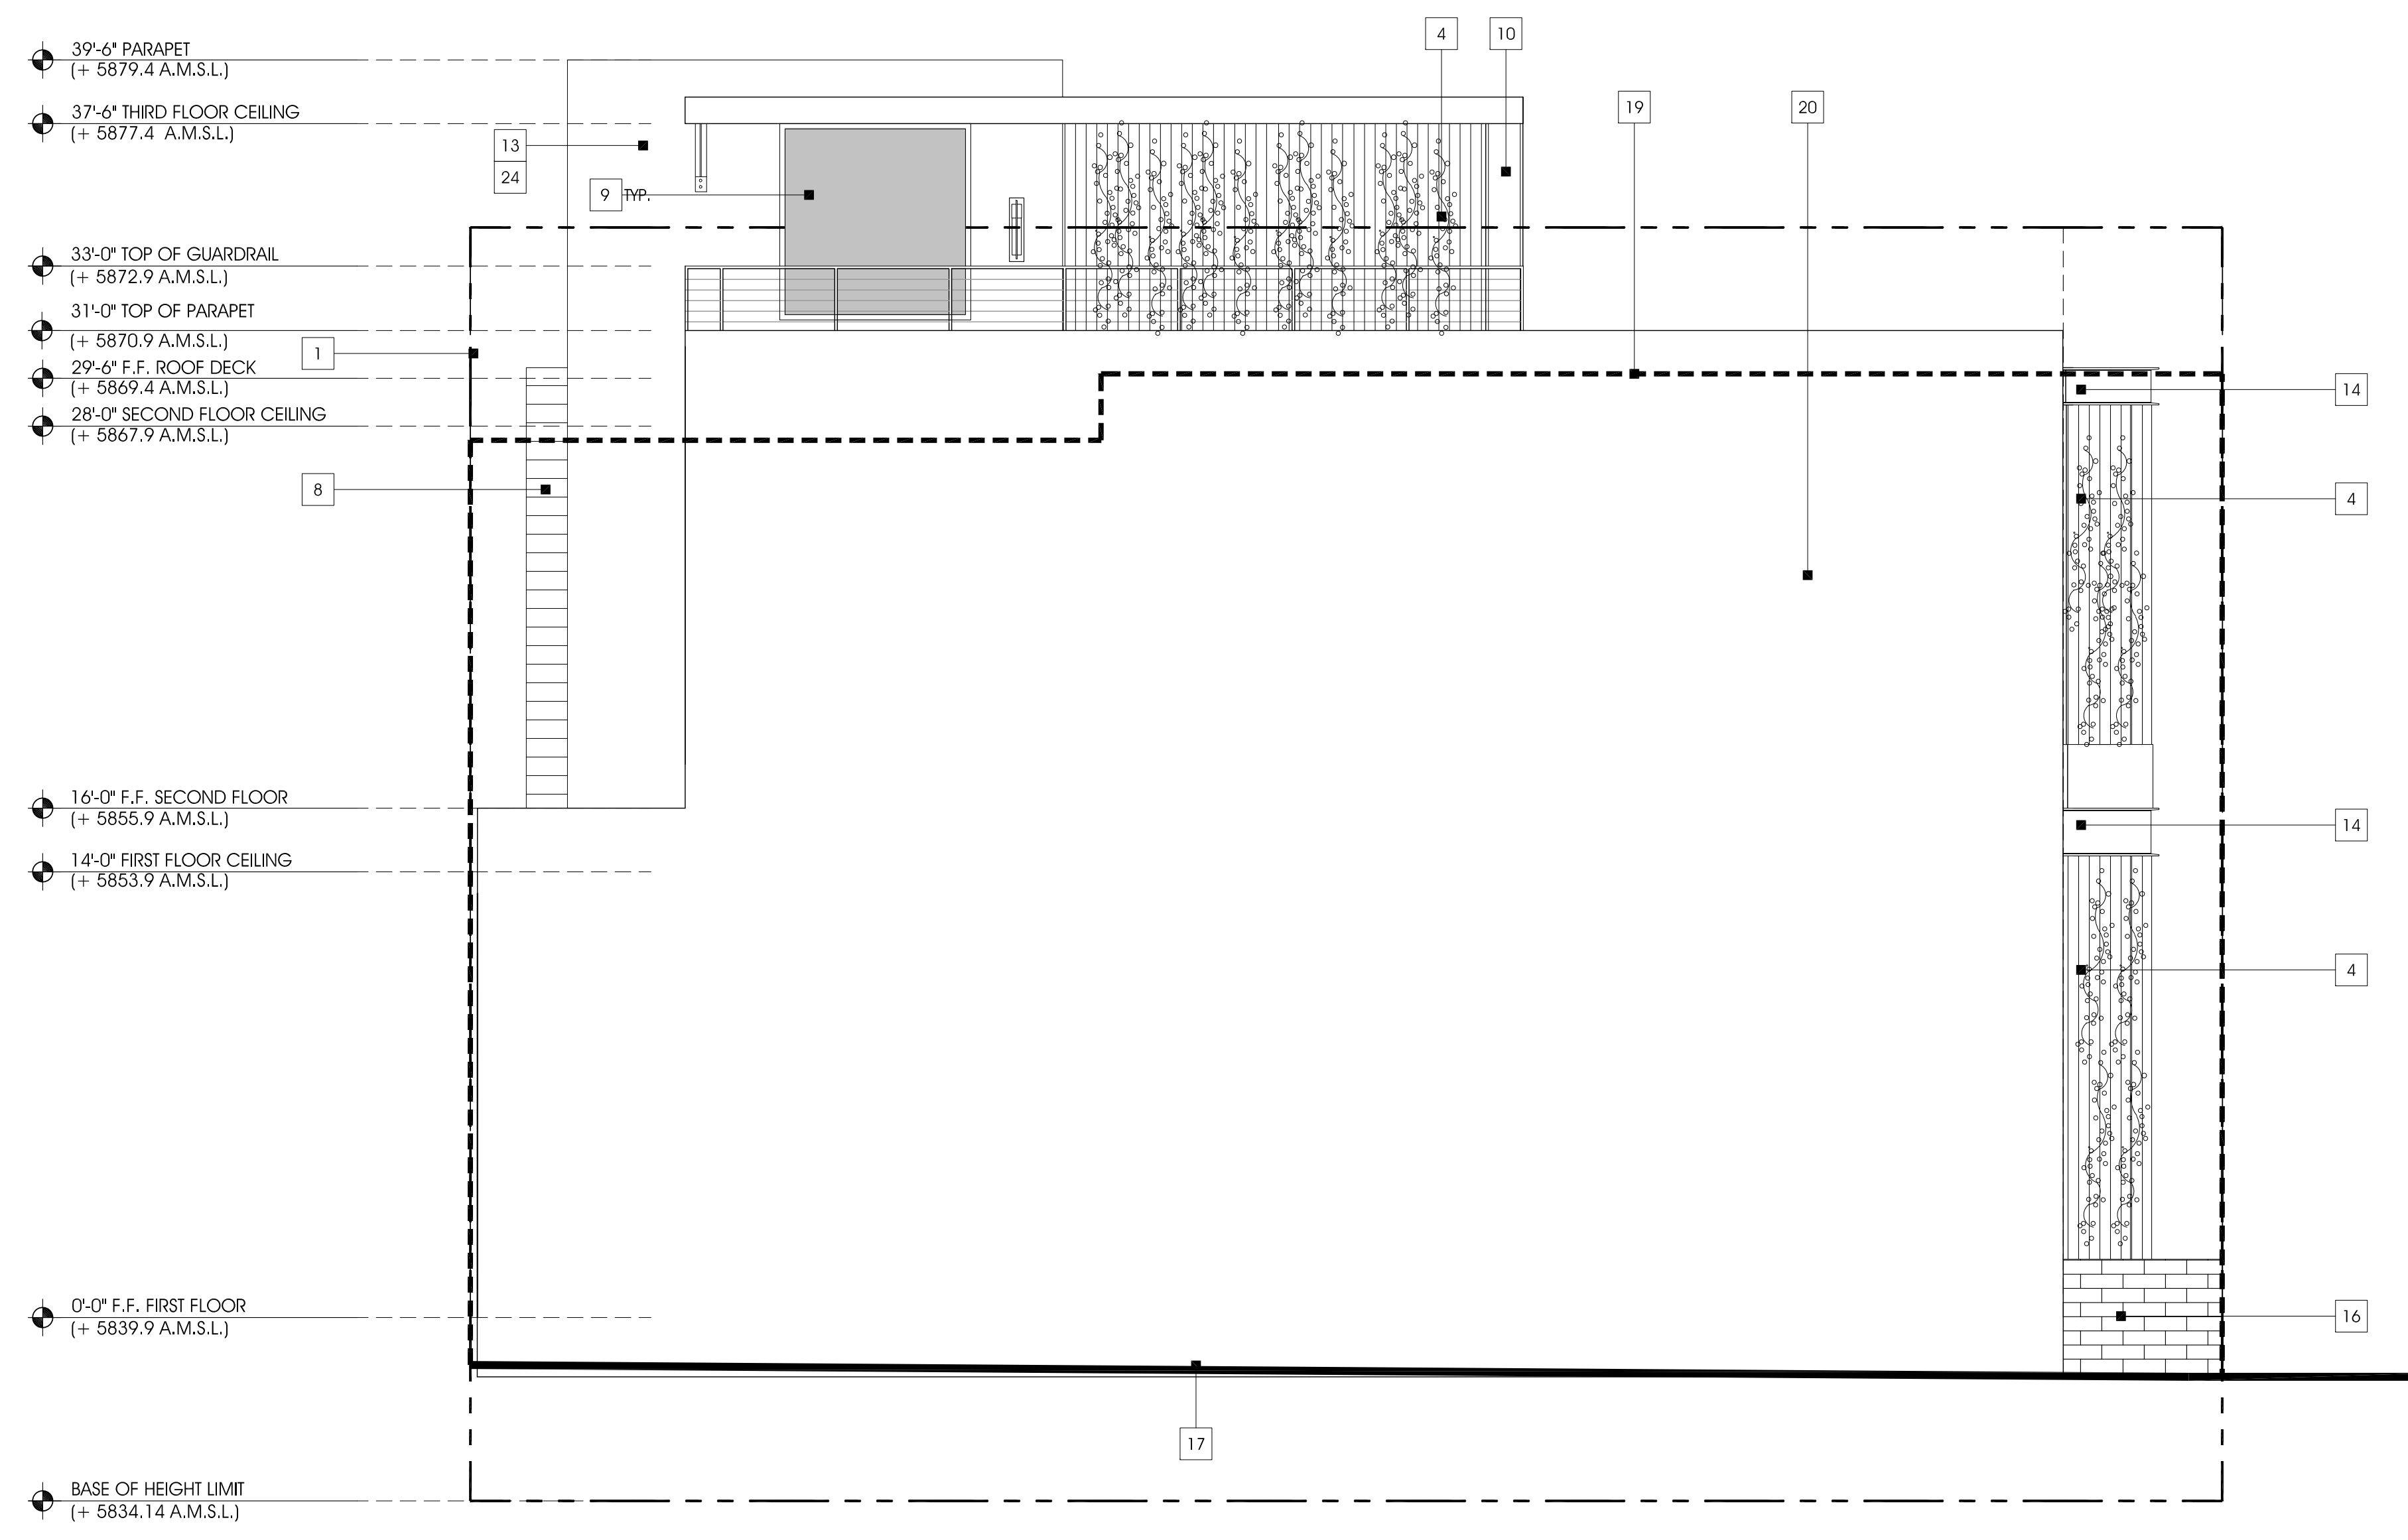 39'-6" PARAPET
(+ 5879.4 A.M.S.L.)
37'-6" THIRD FLOOR CEILING
(+ 5877.4 A.M.S.L.)
33'-0" TOP OF GUARDRAIL
(+ 5872.9 A.M.S.L.)
31'-0" TOP OF PARAPET
(+ 5870.9 A.M.S.L.)
29'-6" F.F. ROOF DECK
(+ 5869.4 A.M.S.L.)
28'-0" SECOND FLOOR CEILING
(+ 5867.9 A.M.S.L.)
16'-0" F.F. SECOND FLOOR
(+ 5855.9 A.M.S.L.)
14'-0" FIRST FLOOR CEILING
(+ 5853.9 A.M.S.L.)
0'-0" F.F. FIRST FLOOR
(+ 5839.9 A.M.S.L.)
BASE OF HEIGHT LIMIT
(+ 5834.14 A.M.S.L.)
1
8
13
24
9 TYP.
4
10
19
20
14
4
14
4
16
17